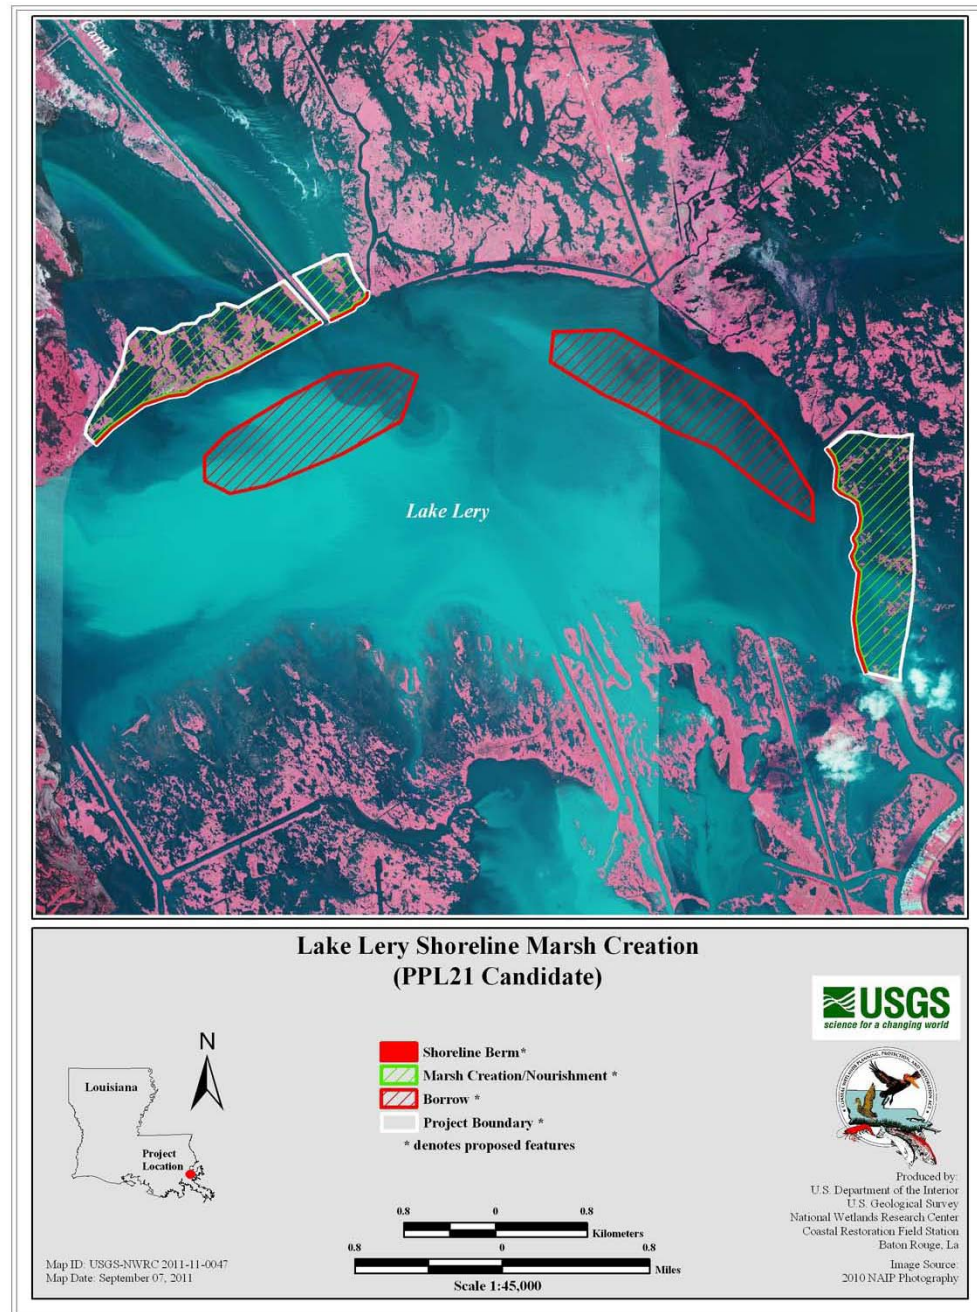 Canal
Lake Lery
Lake Lery Shoreline Marsh Creation
(PPL21 Candidate)
USGS
science for a changing world
N
Louisiana
Project
Location
Shoreline Berm*
Marsh Creation/Nourishment *
Borrow *
Project Boundary *
* denotes proposed features
0.8 0 0.8
Kilometers
0.8 0 0.8
Miles
Scale 1:45,000
Map ID: USGS-NWRC 2011-11-0047
Map Date: September 07, 2011
Produced by:
U.S. Department of the Interior
U.S. Geological Survey
National Wetlands Research Center
Coastal Restoration Field Station
Baton Rouge, La
Image Source:
2010 NAIP Photography